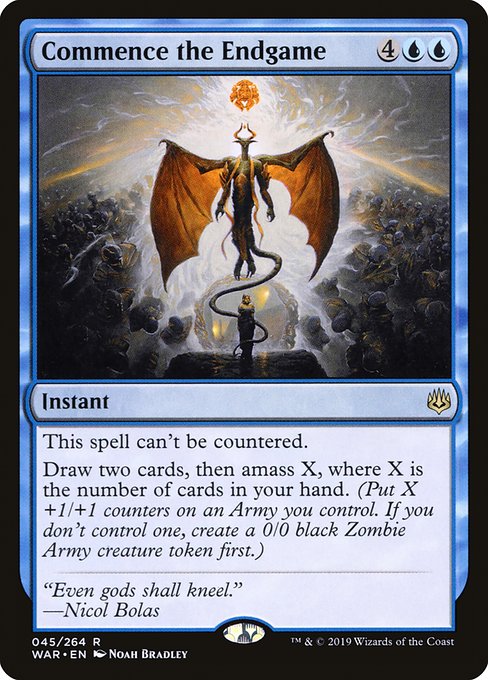 Commence the Endgame 4
Instant
This spell can't be countered.
Draw two cards, then amass X, where X is
the number of cards in your hand. (Put X
+1/+1 counters on an Army you control. If you
don't control one, create a 0/0 black Zombie
Army creature token first.)
“Even gods shall kneel.”
—Nicol Bolas
045/264 R
WAR • EN Noah Bradley
™ & © 2019 Wizards of the Coast